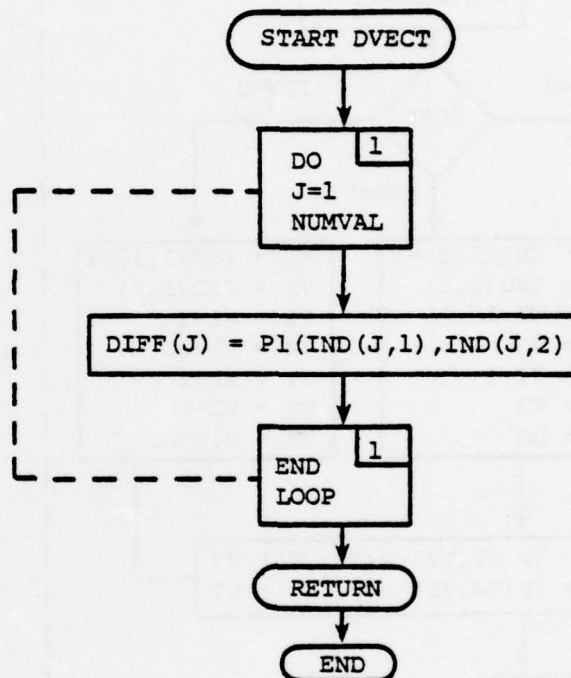 START DVECT
1
DO
J=1
NUMVAL
DIFF(J) = P1(IND(J,1),IND(J,2)
1
END
LOOP
RETURN
END